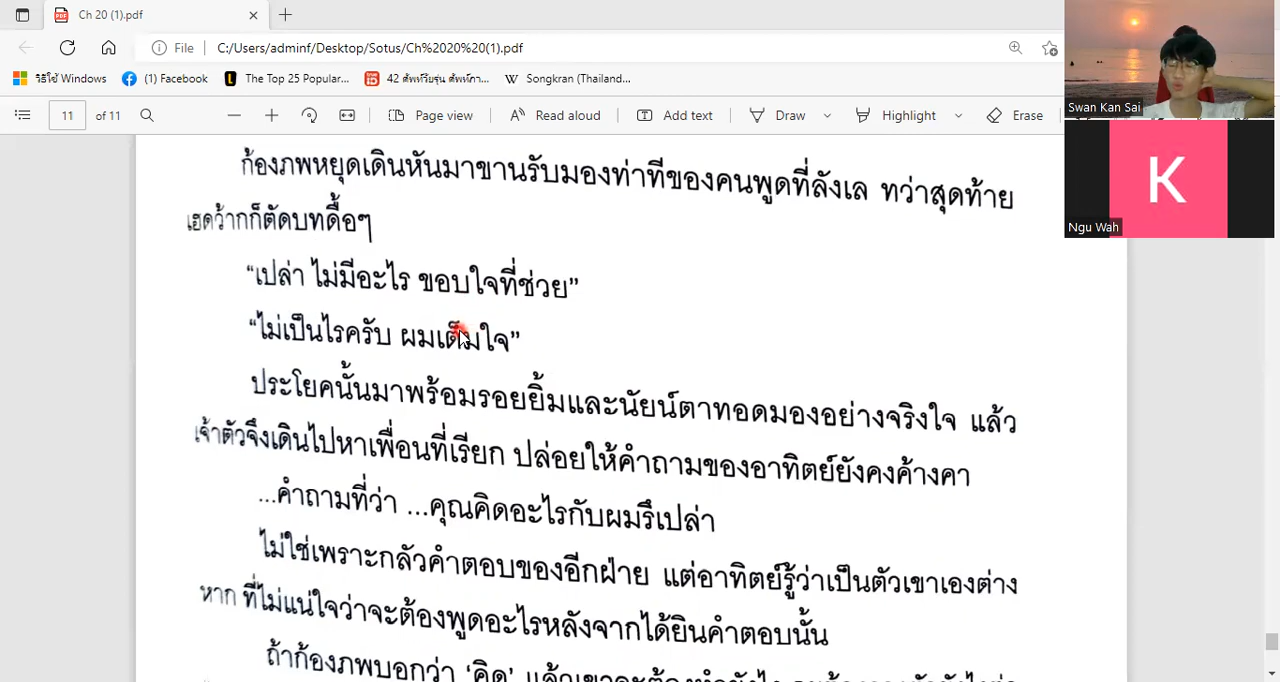 Ch 20 (1).pdf
File C:/Users/adminf/Desktop/Sotus/Ch%2020%20(1).pdf
วิธีใช้ Windows (1) Facebook The Top 25 Popular... 42 ศัพท์วัยรุ่น ศัพท์กา... Songkran (Thailand...
11 of 11 Page view Read aloud Add text Draw Highlight Erase
Swan Kan Sai
K
Ngu Wah
ก้องภพหยุดเดินหันมาขานรับมองท่าทีของคนพูดที่ลังเล ทว่าสุดท้าย
เฮดว้ากก็ตัดบทดื้อๆ
“เปล่า ไม่มีอะไร ขอบใจที่ช่วย”
“ไม่เป็นไรครับ ผมเต็มใจ”
ประโยคนั้นมาพร้อมรอยยิ้มและนัยน์ตาทอดมองอย่างจริงใจ แล้ว
เจ้าตัวจึงเดินไปหาเพื่อนที่เรียก ปล่อยให้คำถามของอาทิตย์ยังคงค้างคา
...คำถามที่ว่า ...คุณคิดอะไรกับผมรึเปล่า
ไม่ใช่เพราะกลัวคำตอบของอีกฝ่าย แต่อาทิตย์รู้ว่าเป็นตัวเขาเองต่าง
หาก ที่ไม่แน่ใจว่าจะต้องพูดอะไรหลังจากได้ยินคำตอบนั้น
ถ้าก้องภพบอกว่า ‘คิด’